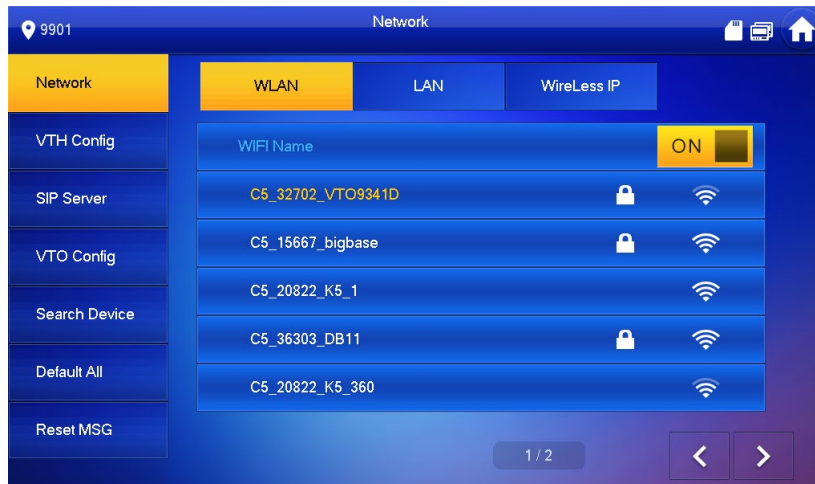 9901
Network
Network
WLAN
LAN
WireLess IP
VTH Config
WIFI Name
ON
SIP Server
C5_32702_VTO9341D
VTO Config
C5_15667_bigbase
Search Device
C5_20822_K5_1
Default All
C5_36303_DB11
Reset MSG
C5_20822_K5_360
1 / 2